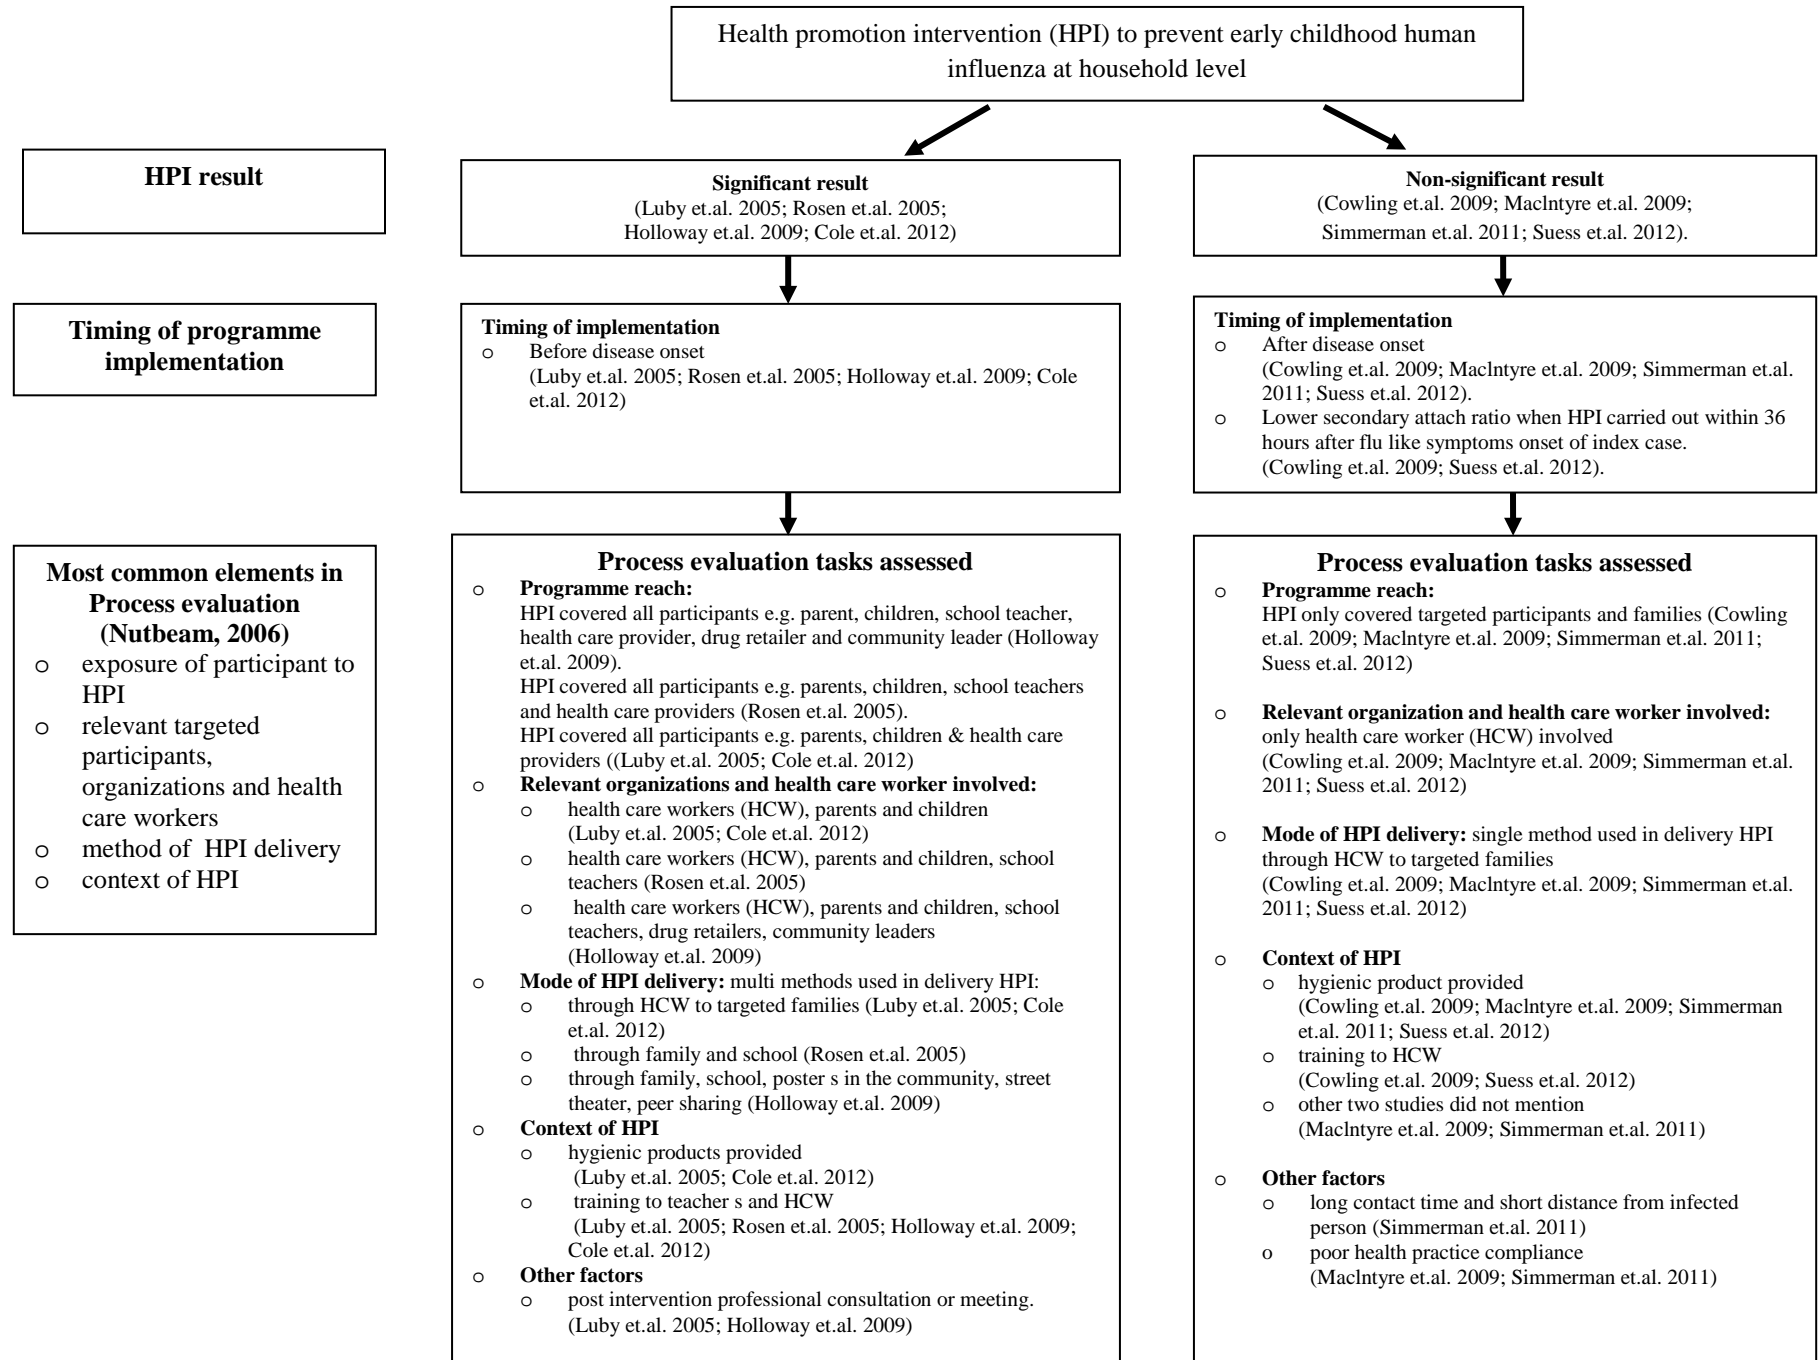 Health promotion intervention (HPI) to prevent early childhood human
influenza at household level
HPI result
Significant result
(Luby et.al. 2005; Rosen et.al. 2005;
Holloway et.al. 2009; Cole et.al. 2012)
Non-significant result
(Cowling et.al. 2009; Maclntyre et.al. 2009;
Simmerman et.al. 2011; Suess et.al. 2012).
Timing of programme
implementation
Timing of implementation
o Before disease onset
(Luby et.al. 2005; Rosen et.al. 2005; Holloway et.al. 2009; Cole
et.al. 2012)
Timing of implementation
o After disease onset
(Cowling et.al. 2009; Maclntyre et.al. 2009; Simmerman et.al.
2011; Suess et.al. 2012).
o Lower secondary attach ratio when HPI carried out within 36
hours after flu like symptoms onset of index case.
(Cowling et.al. 2009; Suess et.al. 2012).
Most common elements in
Process evaluation
(Nutbeam, 2006)
o exposure of participant to
HPI
o relevant targeted
participants,
organizations and health
care workers
o method of HPI delivery
o context of HPI
Process evaluation tasks assessed
o Programme reach:
HPI covered all participants e.g. parent, children, school teacher,
health care provider, drug retailer and community leader (Holloway
et.al. 2009).
HPI covered all participants e.g. parents, children, school teachers
and health care providers (Rosen et.al. 2005).
HPI covered all participants e.g. parents, children & health care
providers ((Luby et.al. 2005; Cole et.al. 2012)
o Relevant organizations and health care worker involved:
o health care workers (HCW), parents and children
(Luby et.al. 2005; Cole et.al. 2012)
o health care workers (HCW), parents and children, school
teachers (Rosen et.al. 2005)
o health care workers (HCW), parents and children, school
teachers, drug retailers, community leaders
(Holloway et.al. 2009)
o Mode of HPI delivery: multi methods used in delivery HPI:
o through HCW to targeted families (Luby et.al. 2005; Cole
et.al. 2012)
o through family and school (Rosen et.al. 2005)
o through family, school, poster s in the community, street
theater, peer sharing (Holloway et.al. 2009)
o Context of HPI
o hygienic products provided
(Luby et.al. 2005; Cole et.al. 2012)
o training to teacher s and HCW
(Luby et.al. 2005; Rosen et.al. 2005; Holloway et.al. 2009;
Cole et.al. 2012)
o Other factors
o post intervention professional consultation or meeting.
(Luby et.al. 2005; Holloway et.al. 2009)
Process evaluation tasks assessed
o Programme reach:
HPI only covered targeted participants and families (Cowling
et.al. 2009; Maclntyre et.al. 2009; Simmerman et.al. 2011;
Suess et.al. 2012)
o Relevant organization and health care worker involved:
only health care worker (HCW) involved
(Cowling et.al. 2009; Maclntyre et.al. 2009; Simmerman et.al.
2011; Suess et.al. 2012)
o Mode of HPI delivery: single method used in delivery HPI
through HCW to targeted families
(Cowling et.al. 2009; Maclntyre et.al. 2009; Simmerman et.al.
2011; Suess et.al. 2012)
o Context of HPI
o hygienic product provided
(Cowling et.al. 2009; Maclntyre et.al. 2009; Simmerman
et.al. 2011; Suess et.al. 2012)
o training to HCW
(Cowling et.al. 2009; Suess et.al. 2012)
o other two studies did not mention
(Maclntyre et.al. 2009; Simmerman et.al. 2011)
o Other factors
o long contact time and short distance from infected
person (Simmerman et.al. 2011)
o poor health practice compliance
(Maclntyre et.al. 2009; Simmerman et.al. 2011)